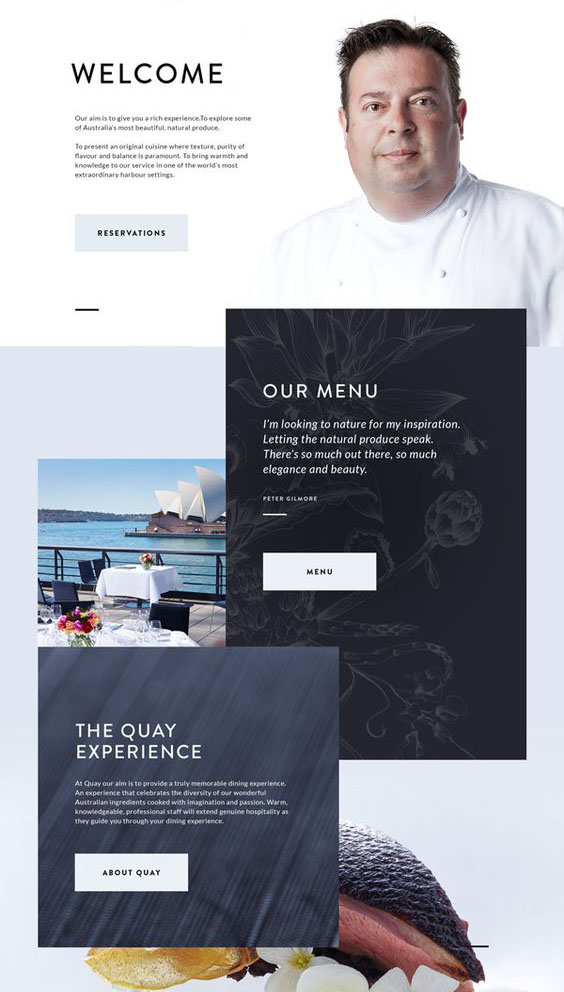 WELCOME
Our aim is to give you a rich experience.To explore some
of Australia's most beautiful, natural produce.
To present an original cuisine where texture, purity of
flavour and balance is paramount. To bring warmth and
knowledge to our service in one of the world's most
extraordinary harbour settings.
RESERVATIONS
OUR MENU
I'm looking to nature for my inspiration.
Letting the natural produce speak.
There's so much out there, so much
elegance and beauty.
PETER GILMORE
MENU
THE QUAY
EXPERIENCE
At Quay our aim is to provide a truly memorable dining experience.
An experience that celebrates the diversity of our wonderful
Australian ingredients cooked with imagination and passion. Warm,
knowledgeable, professional staff will extend genuine hospitality as
they guide you through your dining experience.
ABOUT QUAY